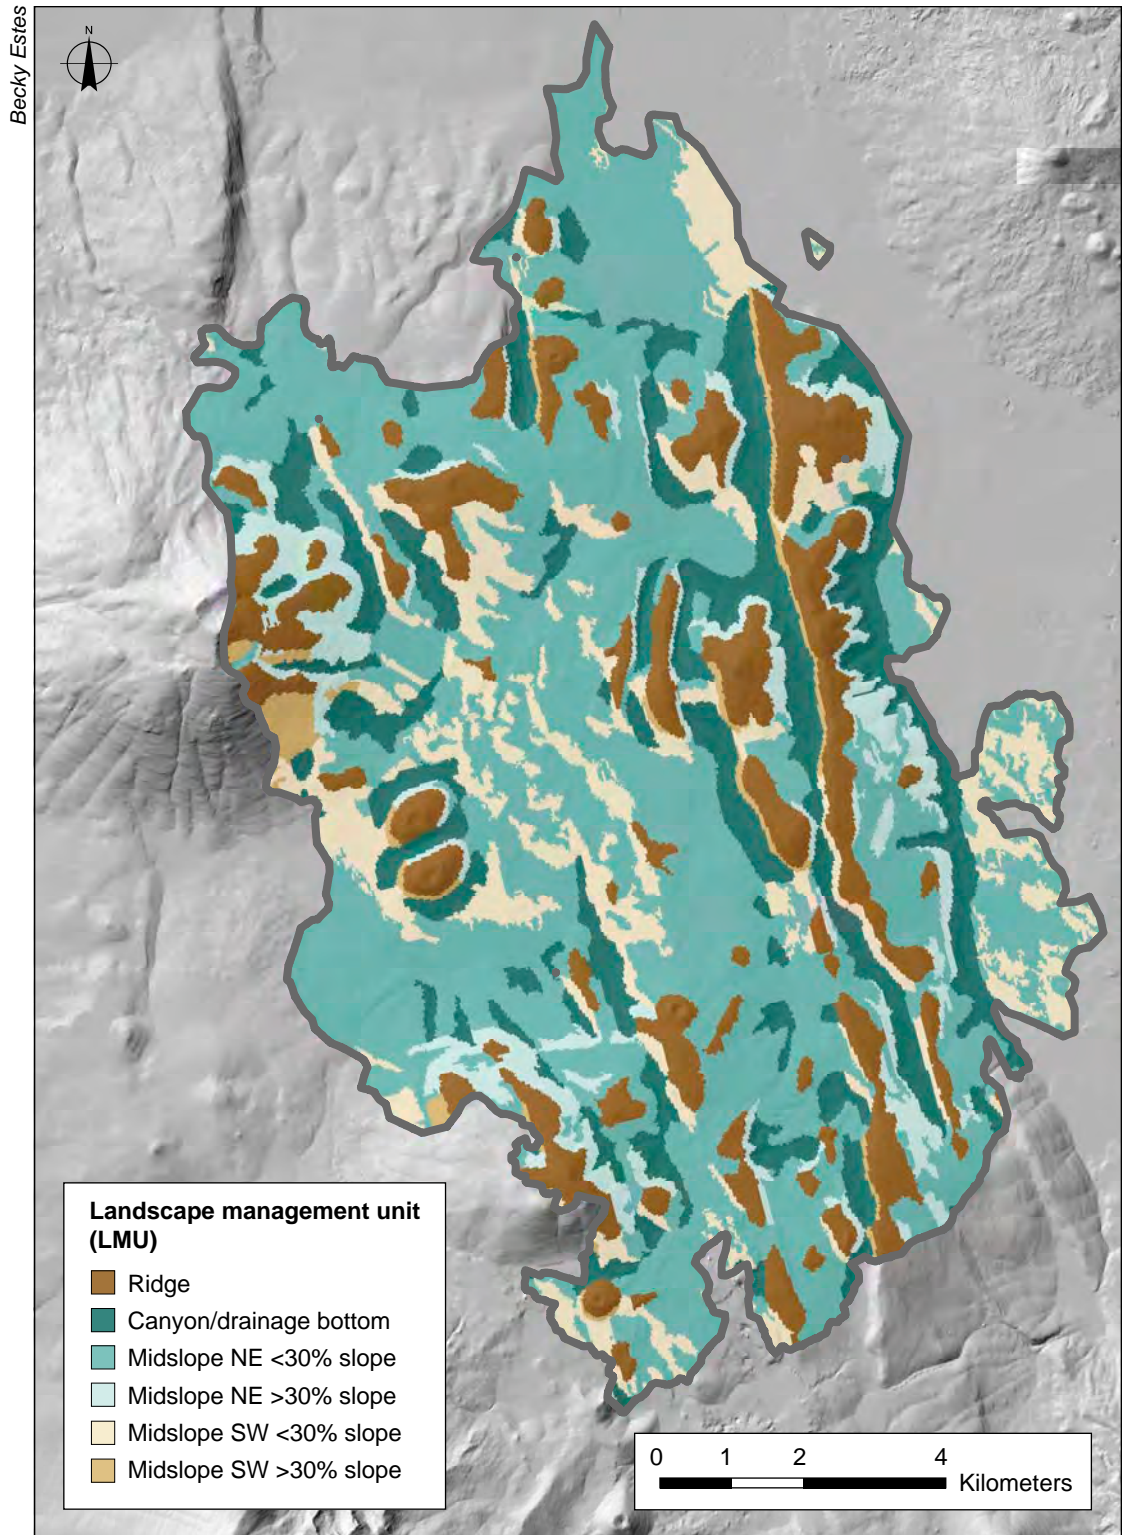 Becky Estes
N
Landscape management unit
(LMU)
Ridge
Canyon/drainage bottom
Midslope NE <30% slope
Midslope NE >30% slope
Midslope SW <30% slope
Midslope SW >30% slope
0 1 2 4
Kilometers